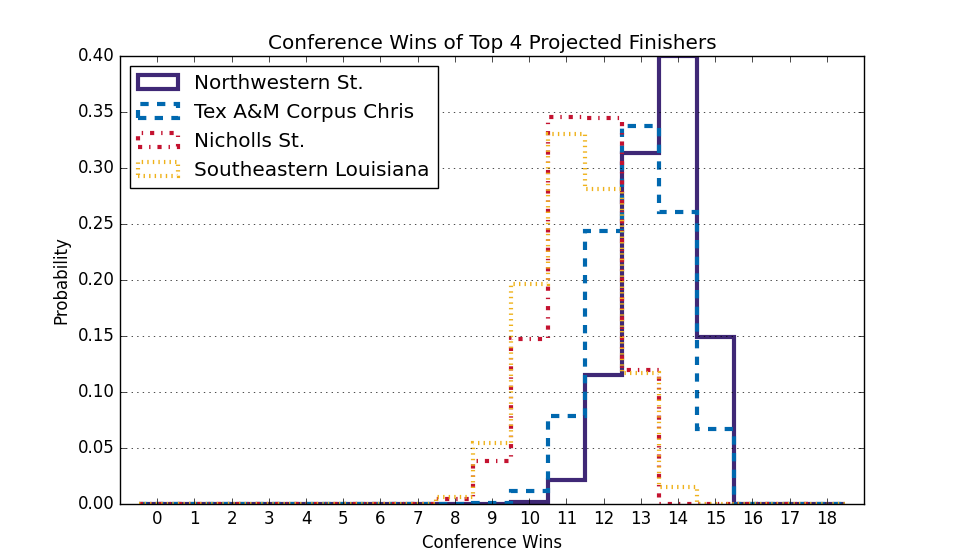 Conference Wins of Top 4 Projected Finishers
Northwestern St.
Tex A&M Corpus Chris
Nicholls St.
Southeastern Louisiana
Probability
0.40
0.35
0.30
0.25
0.20
0.15
0.10
0.05
0.00
0 1 2 3 4 5 6 7 8 9 10 11 12 13 14 15 16 17 18
Conference Wins